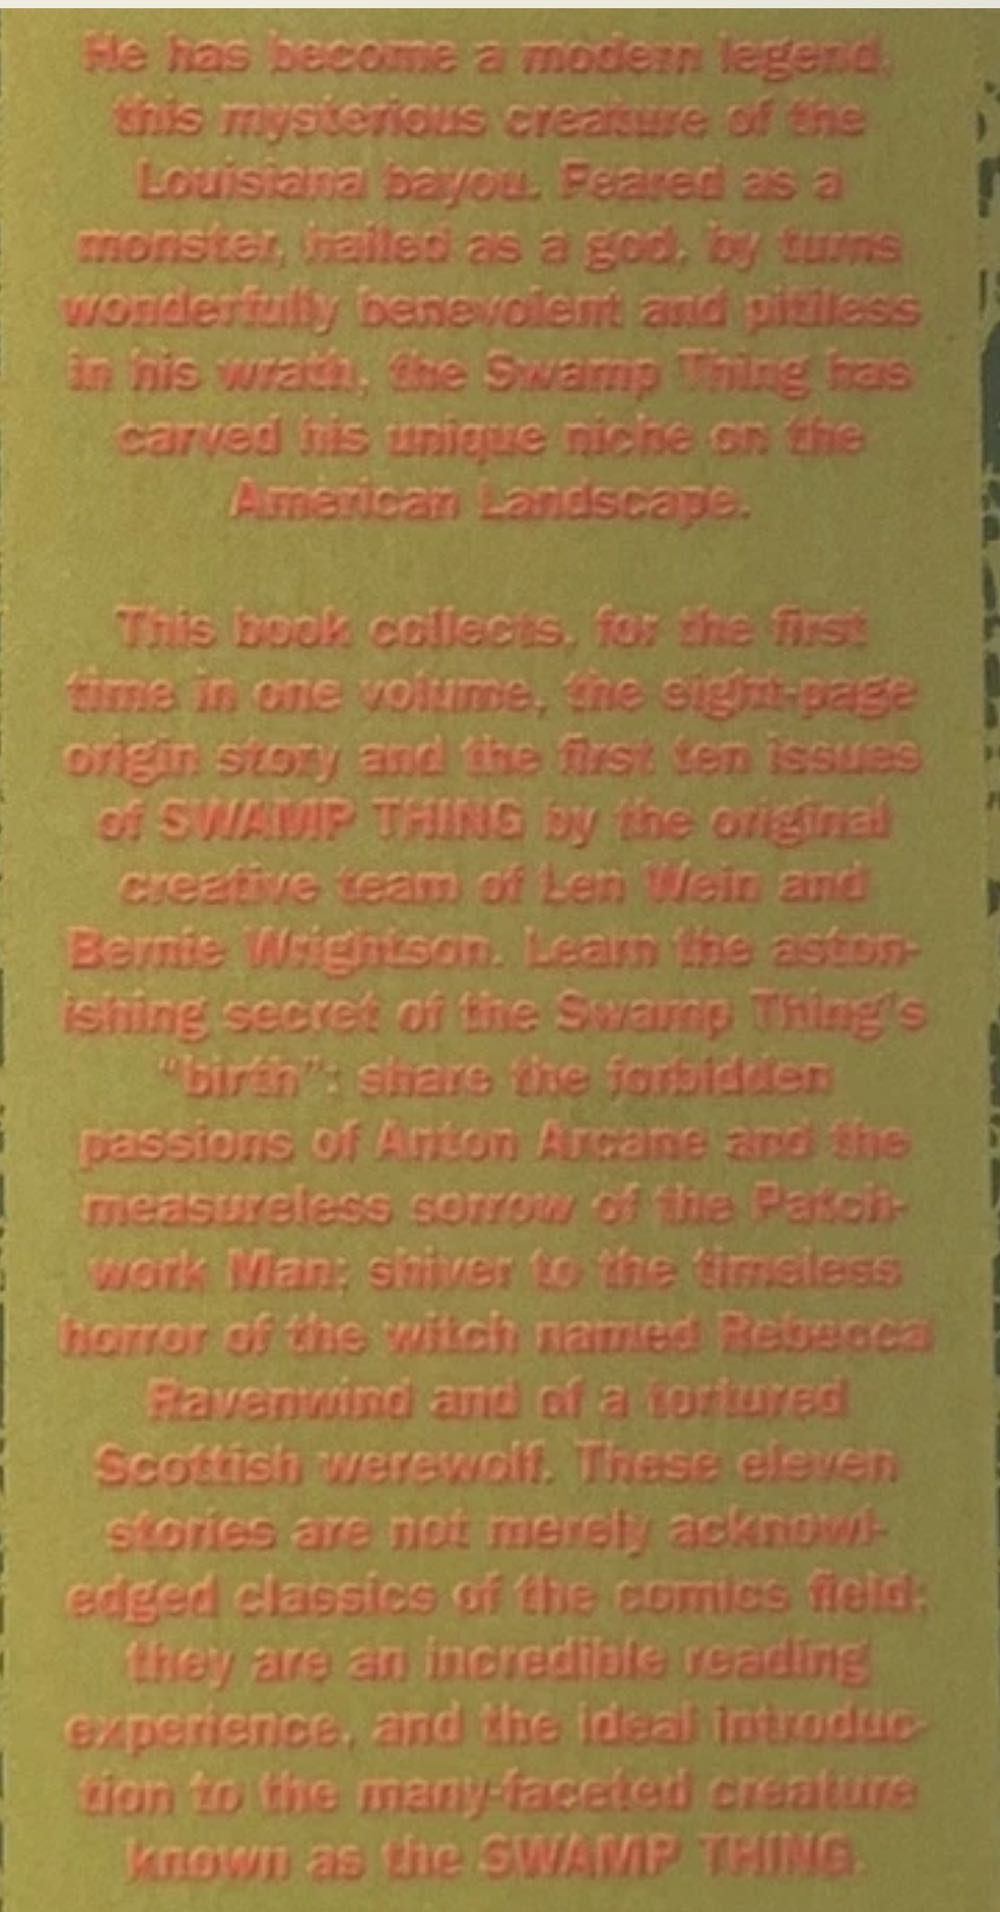 He has become a modern legend,
this mysterious creature of the
Louisiana bayou. Feared as a
monster, hailed as a god, by turns
wonderfully benevolent and pitiless
in his wrath, the Swamp Thing has
carved his unique niche on the
American Landscape.
This book collects, for the first
time in one volume, the eight-page
origin story and the first ten issues
of SWAMP THING by the original
creative team of Len Wein and
Bernie Wrightson. Learn the aston-
ishing secret of the Swamp Thing's
"birth"; share the forbidden
passions of Anton Arcane and the
measureless sorrow of the Patch-
work Man; shiver to the timeless
horror of the witch named Rebecca
Ravenwind and of a tortured
Scottish werewolf. These eleven
stories are not merely acknowl-
edged classics of the comics field;
they are an incredible reading
experience, and the ideal introduc-
tion to the many-faceted creature
known as the SWAMP THING.